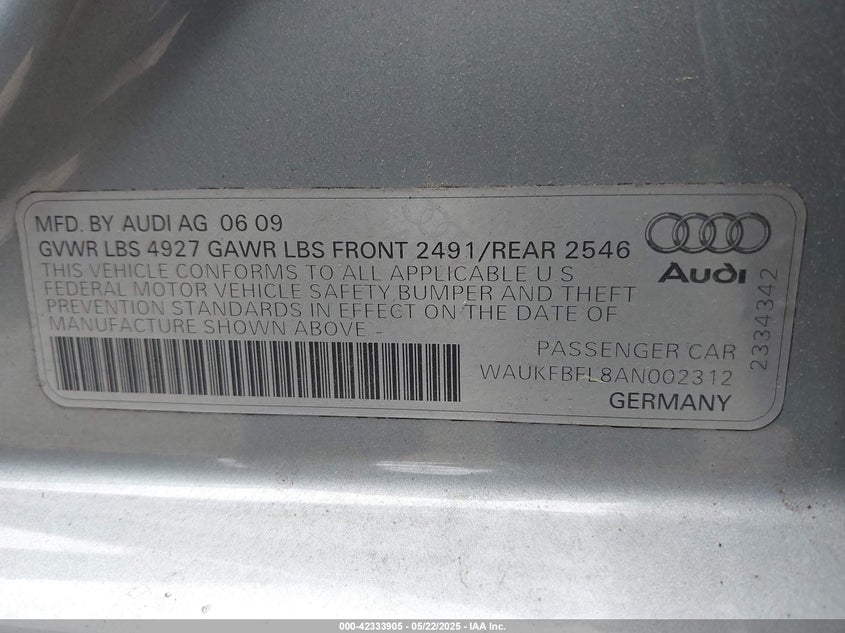 MFD. BY AUDI AG 06 09
GVWR LBS 4927 GAWR LBS FRONT 2491/REAR 2546
THIS VEHICLE CONFORMS TO ALL APPLICABLE U S
FEDERAL MOTOR VEHICLE SAFETY, BUMPER AND THEFT
PREVENTION STANDARDS IN EFFECT ON THE DATE OF
MANUFACTURE SHOWN ABOVE -
Audi
2334342
PASSENGER CAR
WAUKFBFL8AN002312
GERMANY
000-42333905 - 05/22/2025 - IAA Inc.